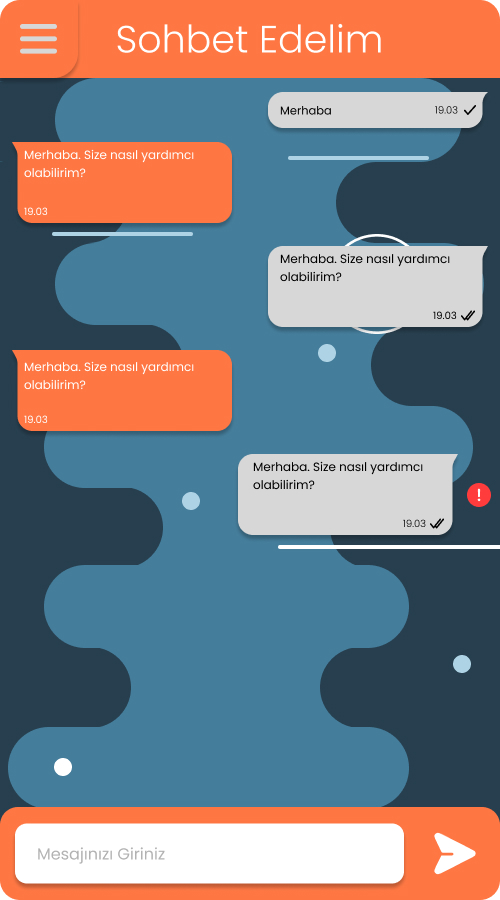 Sohbet Edelim
Merhaba
19.03
Merhaba. Size nasıl yardımcı
olabilirim?
19.03
Merhaba. Size nasıl yardımcı
olabilirim?
19.03
Merhaba. Size nasıl yardımcı
olabilirim?
19.03
Merhaba. Size nasıl yardımcı
olabilirim?
19.03
!
Mesajınızı Giriniz